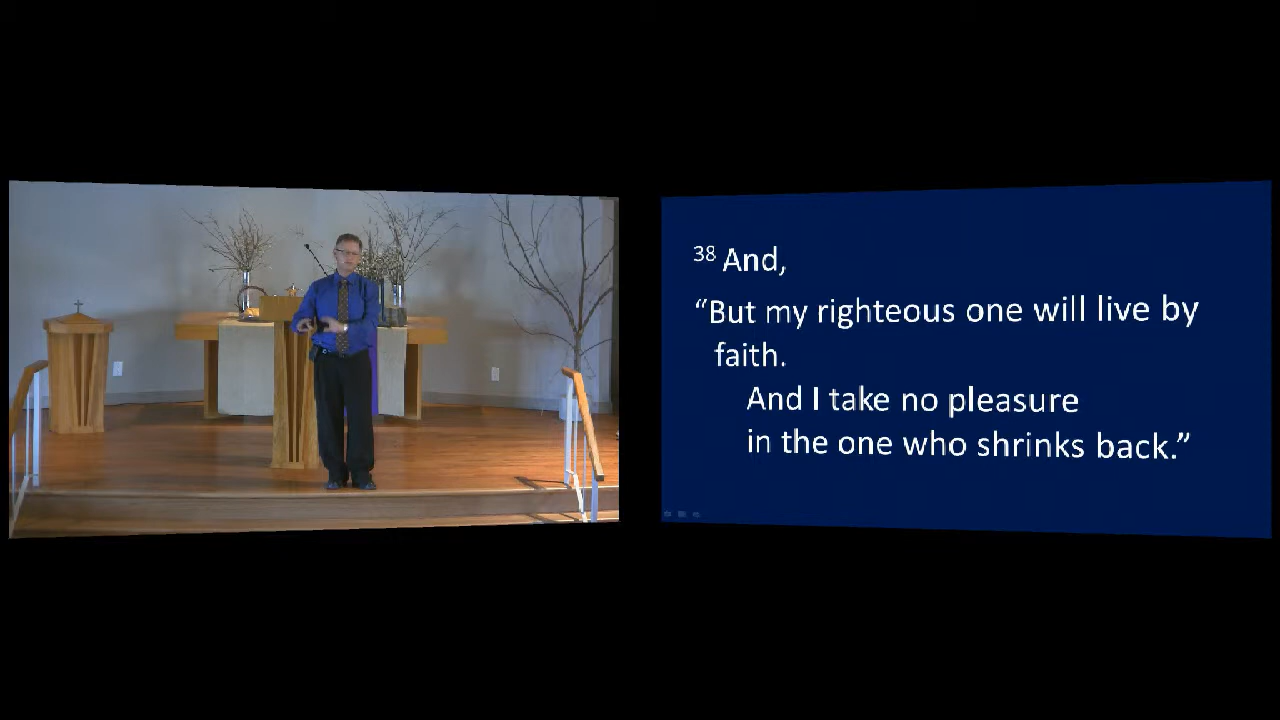 38 And,
“But my righteous one will live by
faith.
And I take no pleasure
in the one who shrinks back.”